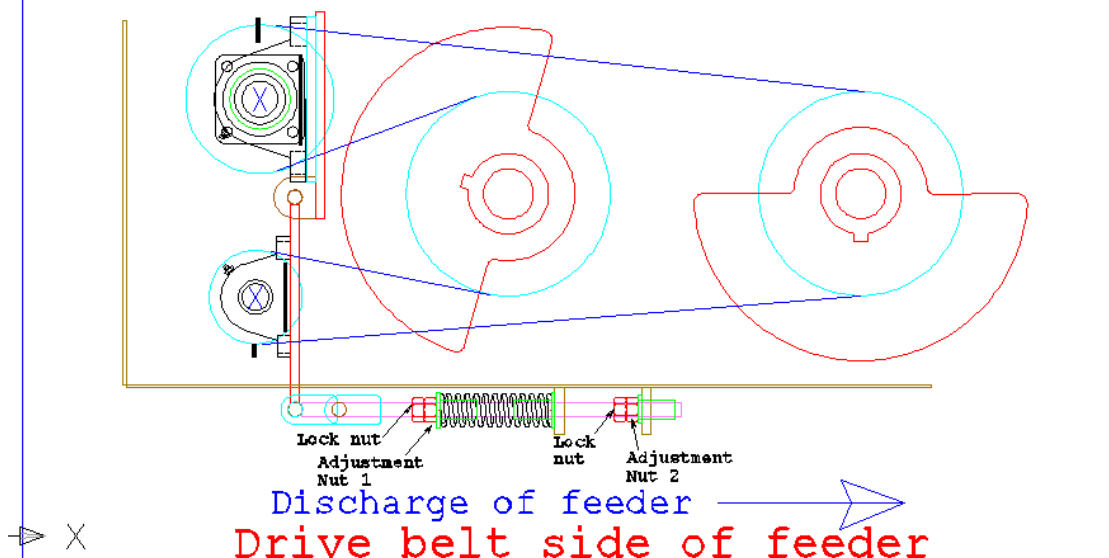 X
X
Lock nut
Adjustment
Nut 1
Lock
nut
Adjustment
Nut 2
Discharge of feeder
X
Drive belt side of feeder